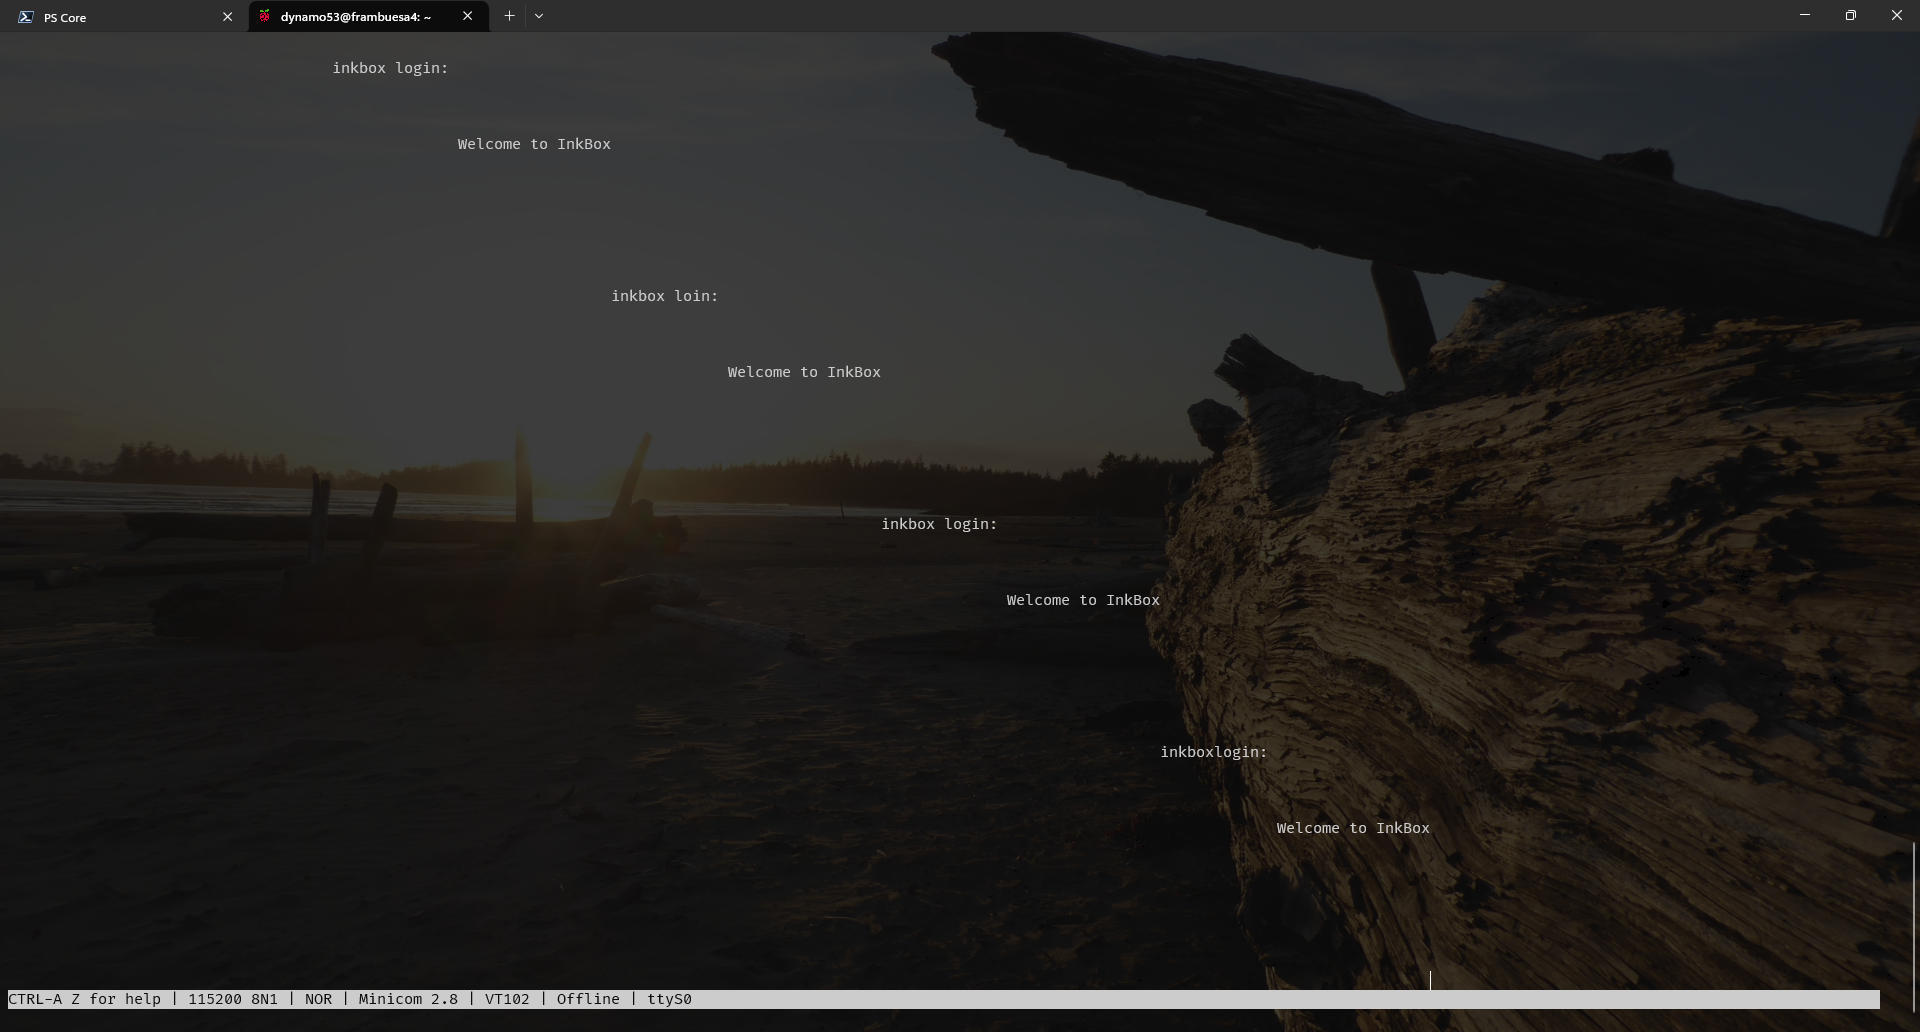 PS Core
dynamo53@frambuesa4: ~
inkbox login:
Welcome to InkBox
inkbox loin:
Welcome to InkBox
inkbox login:
Welcome to InkBox
inkboxlogin:
Welcome to InkBox
CTRL-A Z for help | 115200 8N1 | NOR | Minicom 2.8 | VT102 | Offline | ttyS0